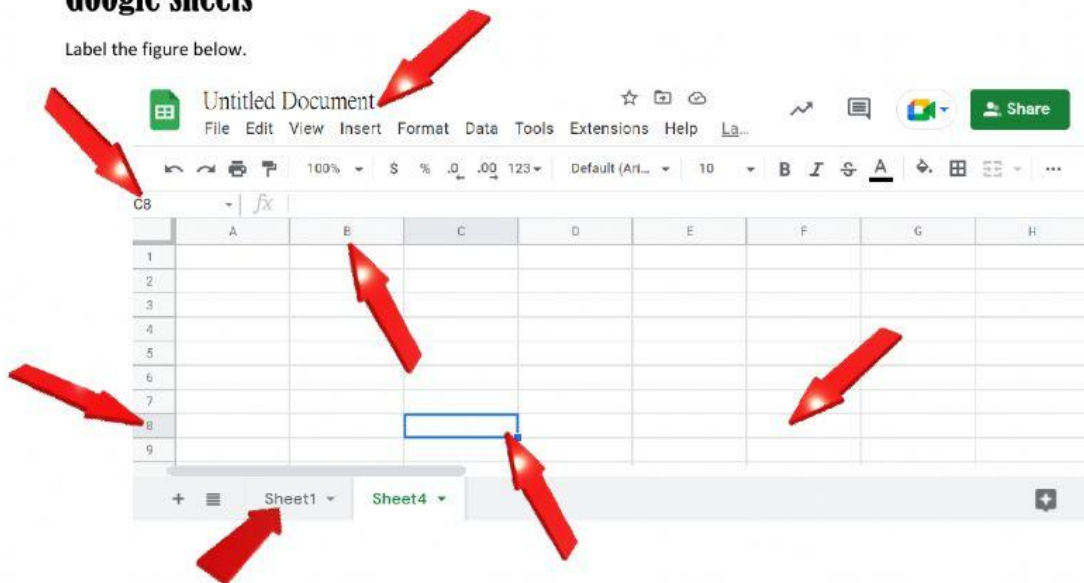 Google sheets
Label the figure below.
Untitled Document
File Edit View Insert Format Data Tools Extensions Help La...
Share
100% $ % .0 .00 123 Default (Ari... 10 B I S A ...
C8 fx
A B C D E F G H
1
2
3
4
5
6
7
8
9
+ Sheet1 Sheet4